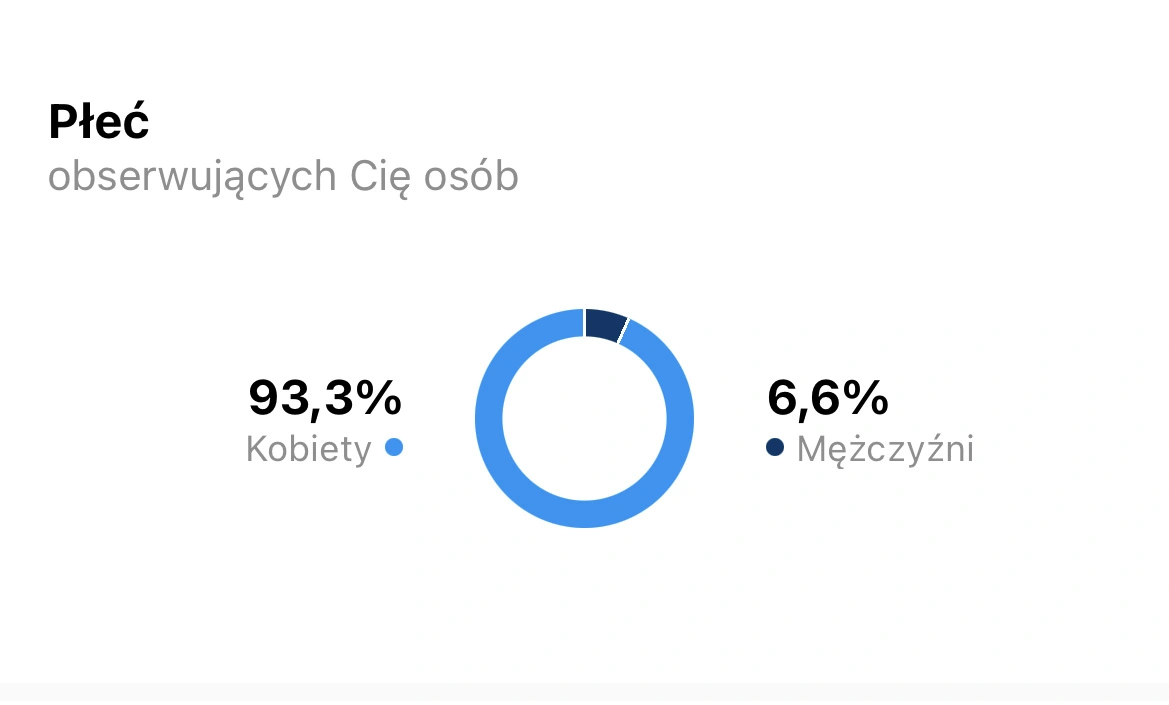 Płeć
obserwujących Cię osób
93,3%
Kobiety
6,6%
Mężczyźni